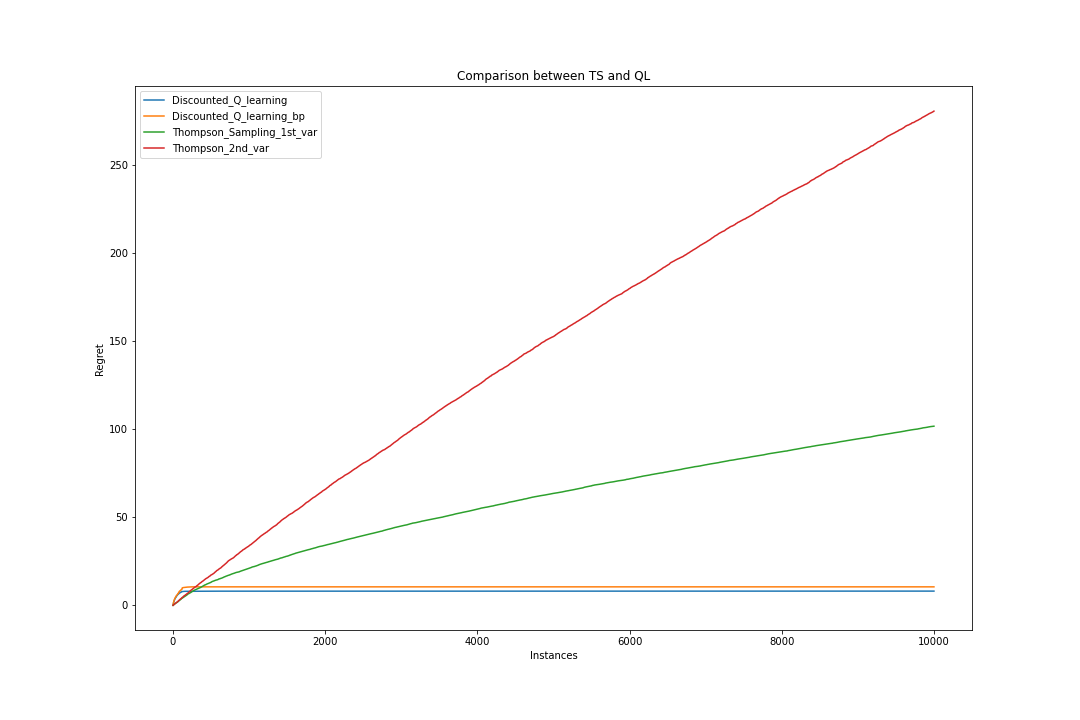 Comparison between TS and QL
Discounted_Q_learning
Discounted_Q_learning_bp
Thompson_Sampling_1st_var
Thompson_2nd_var
250
200
150
100
50
0
Regret
0 2000 4000 6000 8000 10000
Instances